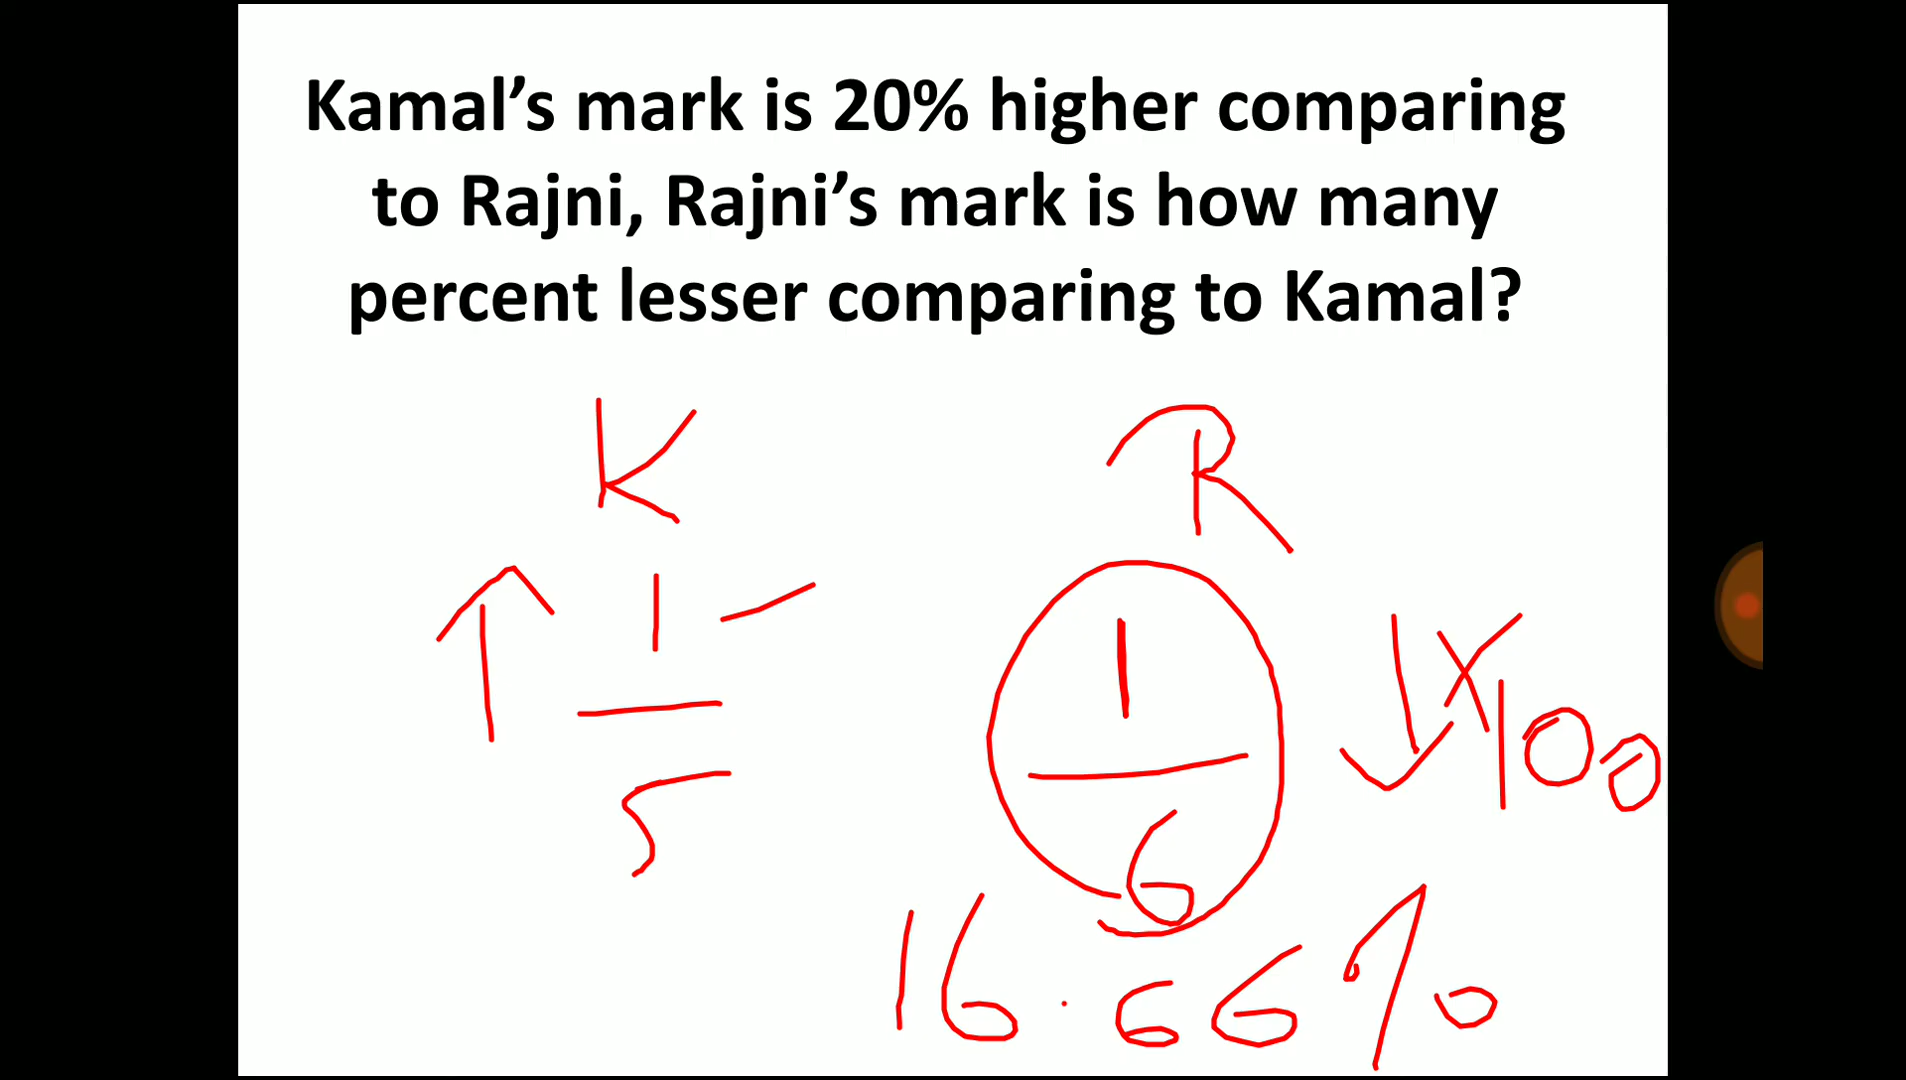 Kamal's mark is 20% higher comparing
to Rajni, Rajni's mark is how many
percent lesser comparing to Kamal?
K R
↑ 1/5 — 1/6 ↓ X 100
16.66%